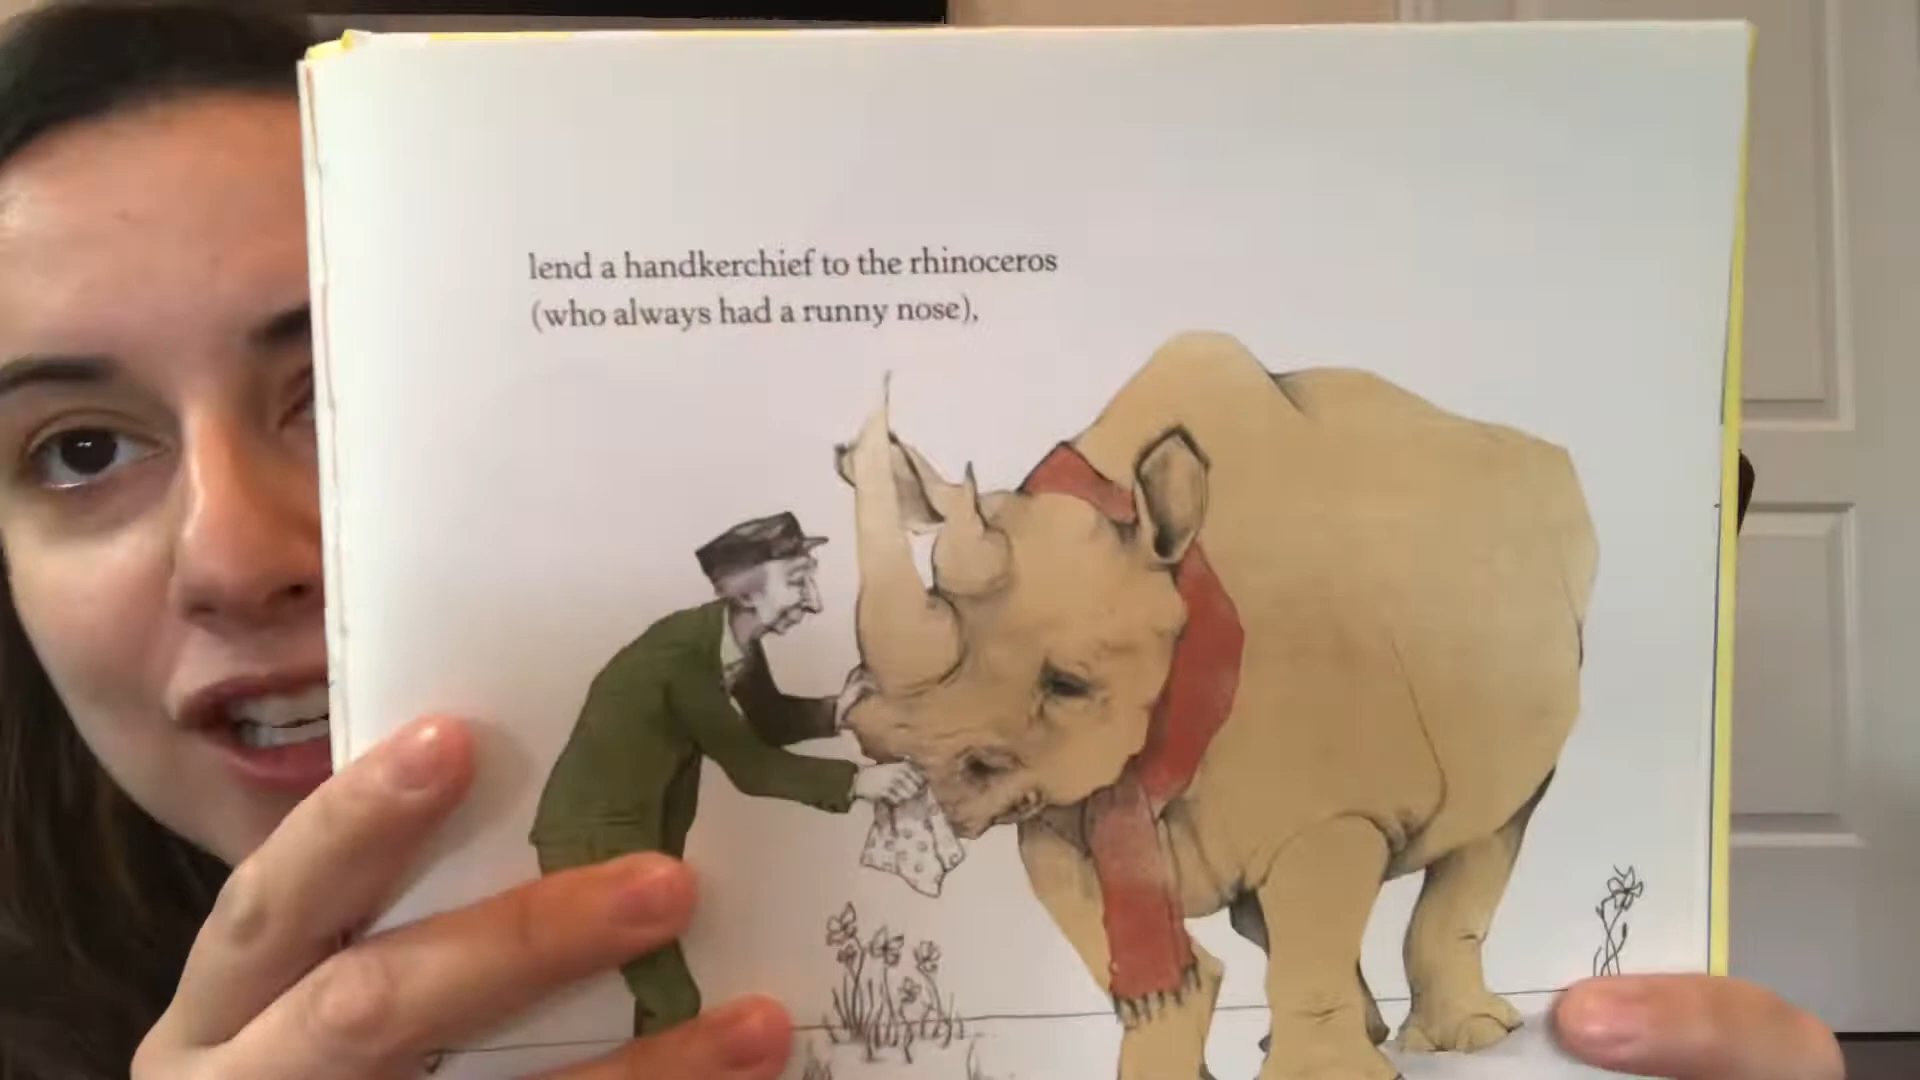 lend a handkerchief to the rhinoceros
(who always had a runny nose),